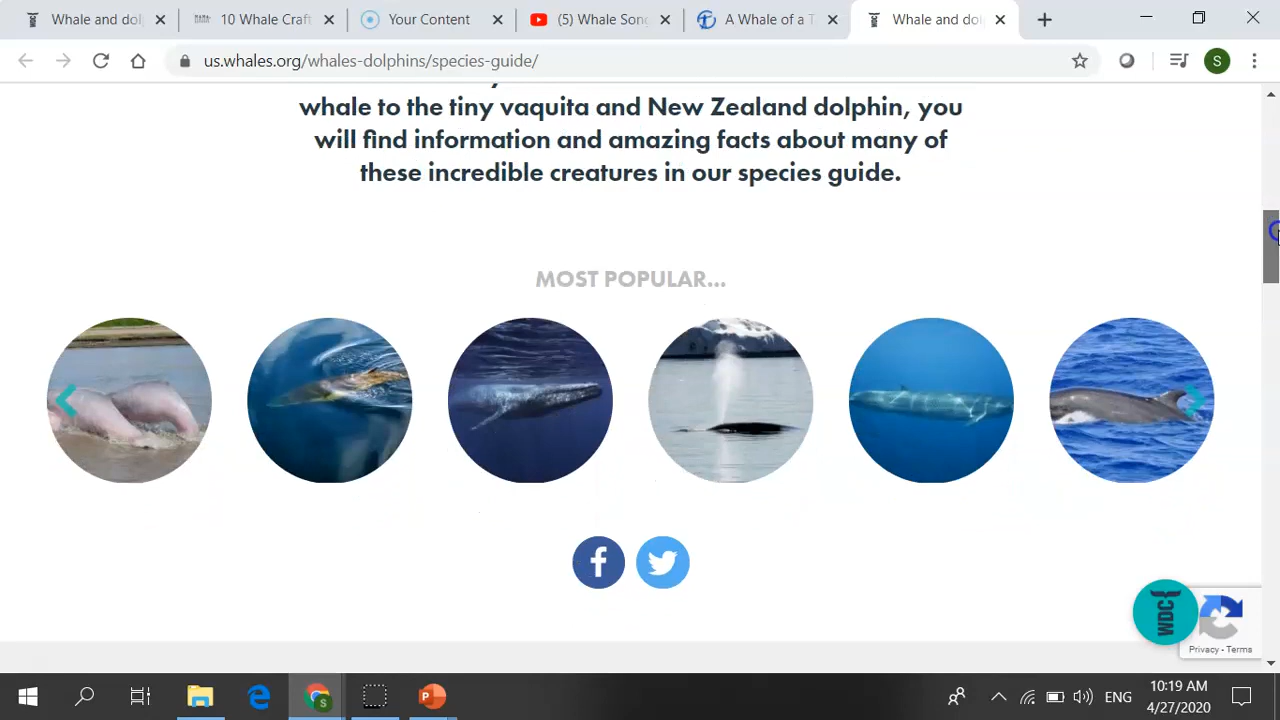 Whale and dol
10 Whale Craft
Your Content
(5) Whale Song
A Whale of a T
Whale and dol
us.whales.org/whales-dolphins/species-guide/
S
whale to the tiny vaquita and New Zealand dolphin, you
will find information and amazing facts about many of
these incredible creatures in our species guide.
MOST POPULAR...
WDC
Privacy - Terms
ENG
10:19 AM
4/27/2020